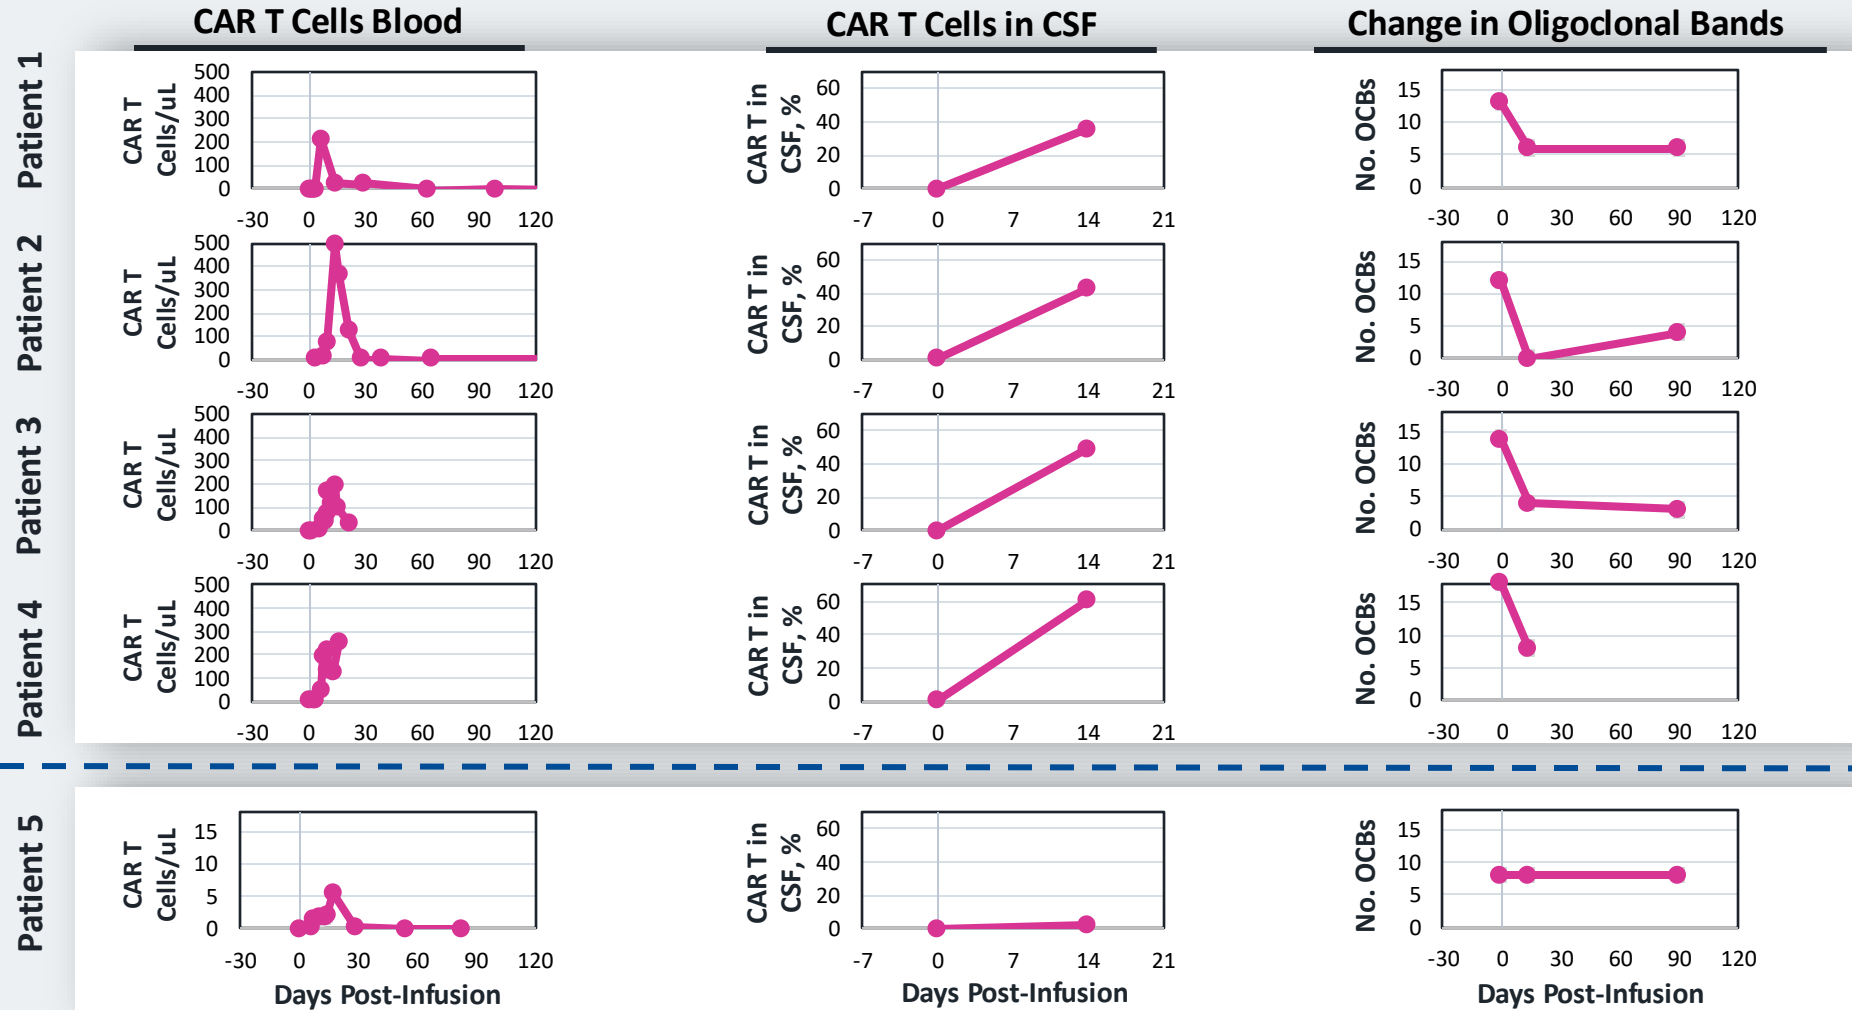 CAR T Cells Blood
CAR T Cells in CSF
Change in Oligoclonal Bands
Patient 1
CAR T
Cells/uL
500
400
300
200
100
0
-30 0 30 60 90 120
CAR T in
CSF, %
60
40
20
0
-7 0 7 14 21
No. OCBs
15
10
5
0
-30 0 30 60 90 120
Patient 2
CAR T
Cells/uL
500
400
300
200
100
0
-30 0 30 60 90 120
CAR T in
CSF, %
60
40
20
0
-7 0 7 14 21
No. OCBs
15
10
5
0
-30 0 30 60 90 120
Patient 3
CAR T
Cells/uL
500
400
300
200
100
0
-30 0 30 60 90 120
CAR T in
CSF, %
60
40
20
0
-7 0 7 14 21
No. OCBs
15
10
5
0
-30 0 30 60 90 120
Patient 4
CAR T
Cells/uL
500
400
300
200
100
0
-30 0 30 60 90 120
CAR T in
CSF, %
60
40
20
0
-7 0 7 14 21
No. OCBs
15
10
5
0
-30 0 30 60 90 120
Patient 5
CAR T
Cells/uL
15
10
5
0
-30 0 30 60 90 120
Days Post-Infusion
CAR T in
CSF, %
60
40
20
0
-7 0 7 14 21
Days Post-Infusion
No. OCBs
15
10
5
0
-30 0 30 60 90 120
Days Post-Infusion